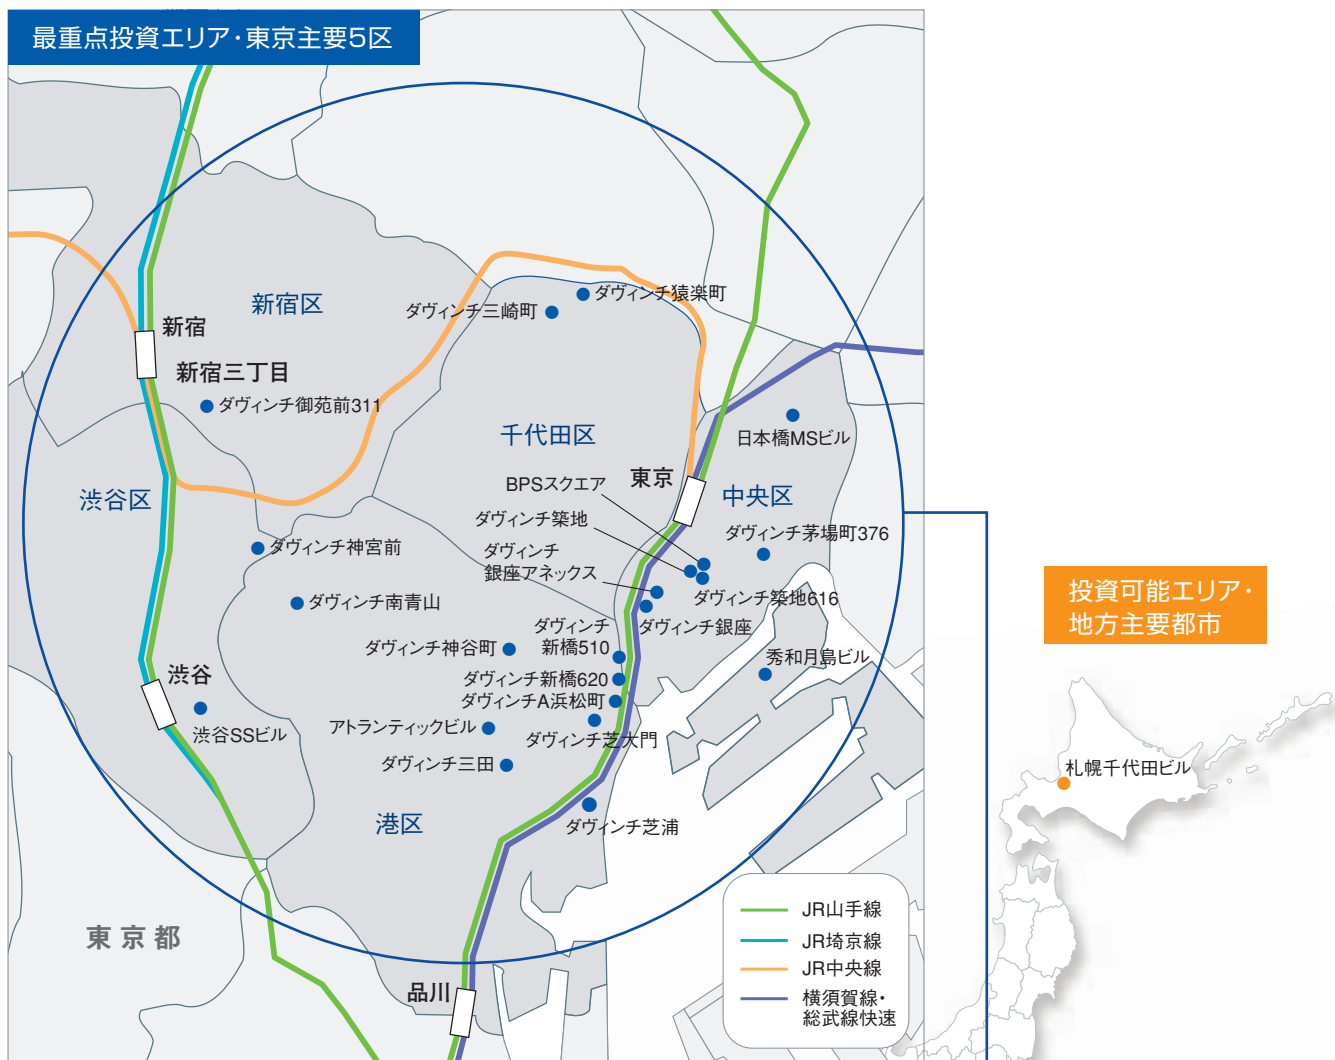 最重点投資エリア・東京主要5区
新宿区
ダヴィンチ猿楽町
ダヴィンチ三崎町
新宿
新宿三丁目
ダヴィンチ御苑前311
千代田区
日本橋MSビル
東京
BPSスクエア
中央区
渋谷区
ダヴィンチ築地
ダヴィンチ茅場町376
ダヴィンチ神宮前
ダヴィンチ
銀座アネックス
ダヴィンチ南青山
ダヴィンチ築地616
ダヴィンチ銀座
ダヴィンチ
新橋510
ダヴィンチ神谷町
秀和月島ビル
渋谷
ダヴィンチ新橋620
ダヴィンチA浜松町
渋谷SSビル
アトランティックビル
ダヴィンチ芝大門
ダヴィンチ三田
港区
ダヴィンチ芝浦
東京都
品川
JR山手線
JR埼京線
JR中央線
横須賀線・
総武線快速
投資可能エリア・
地方主要都市
札幌千代田ビル